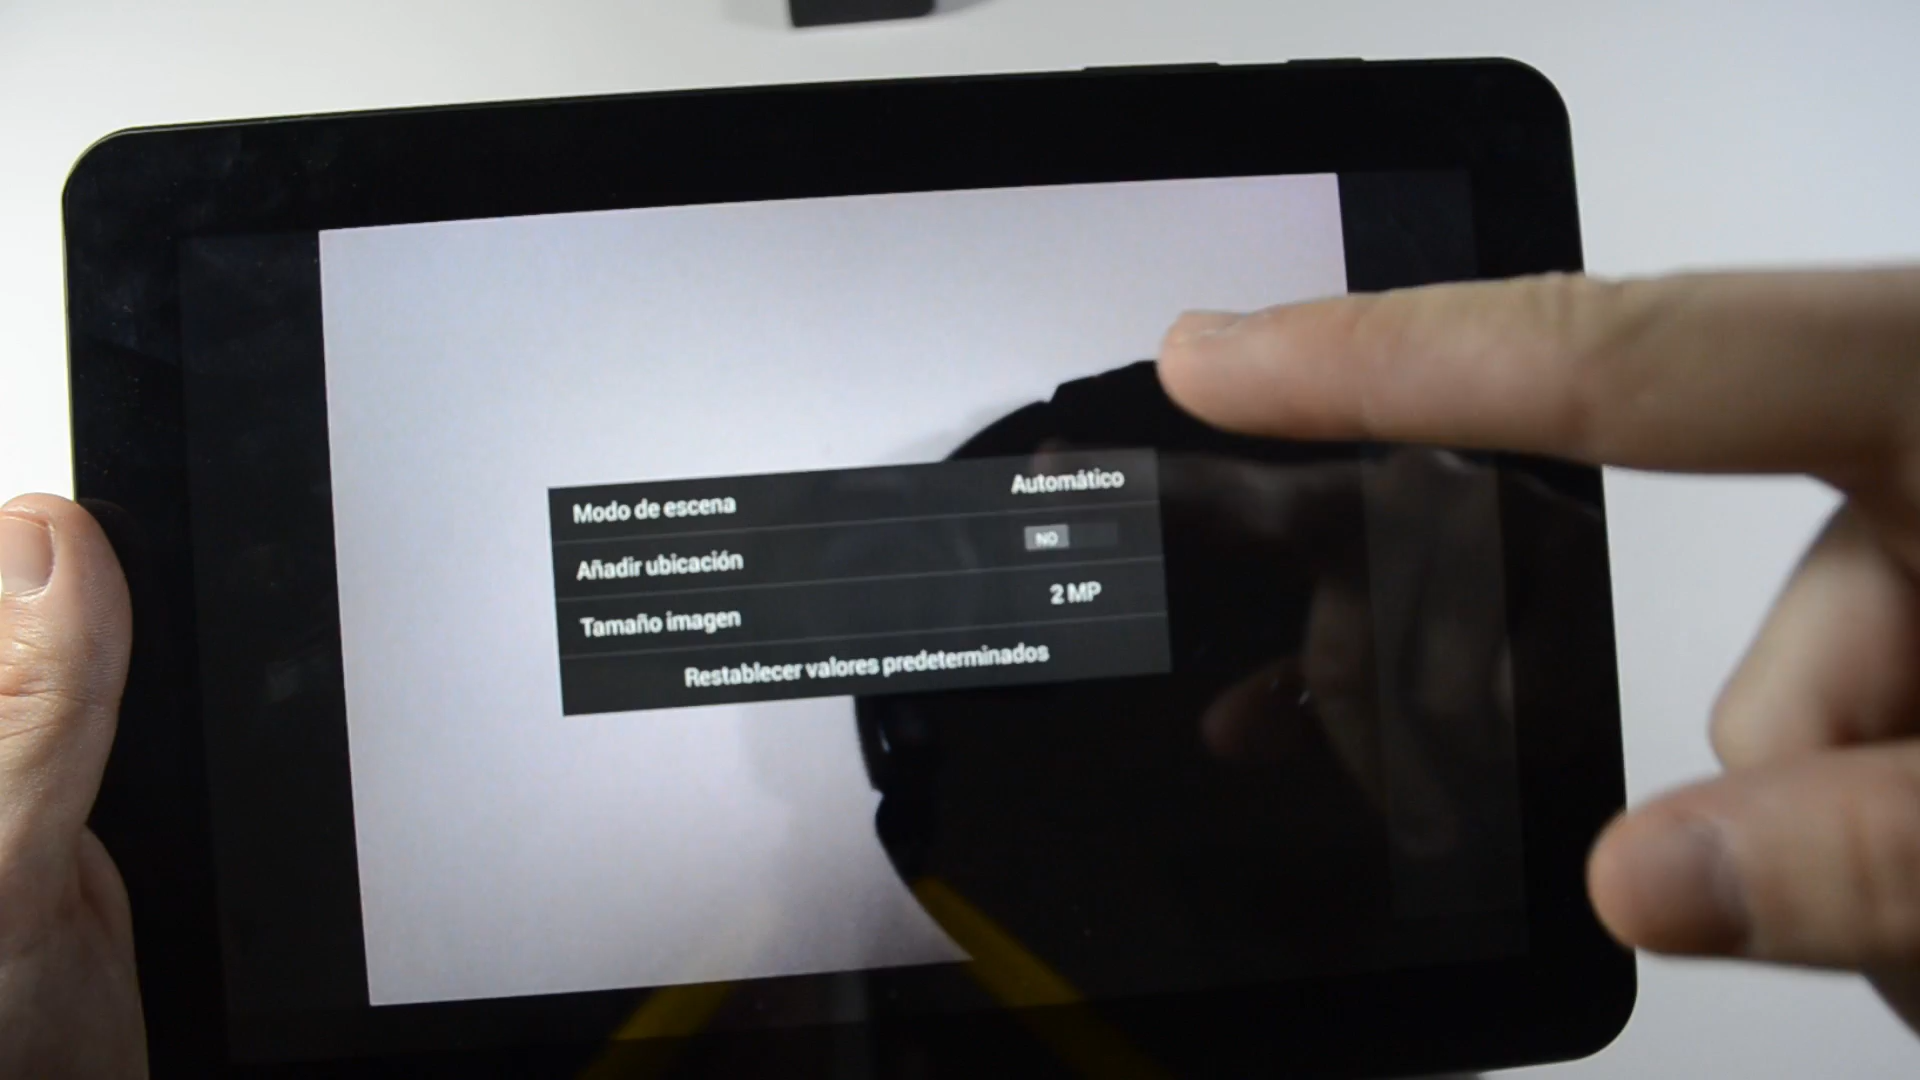 Modo de escena Automático
Añadir ubicación NO
Tamaño imagen 2 MP
Restablecer valores predeterminados